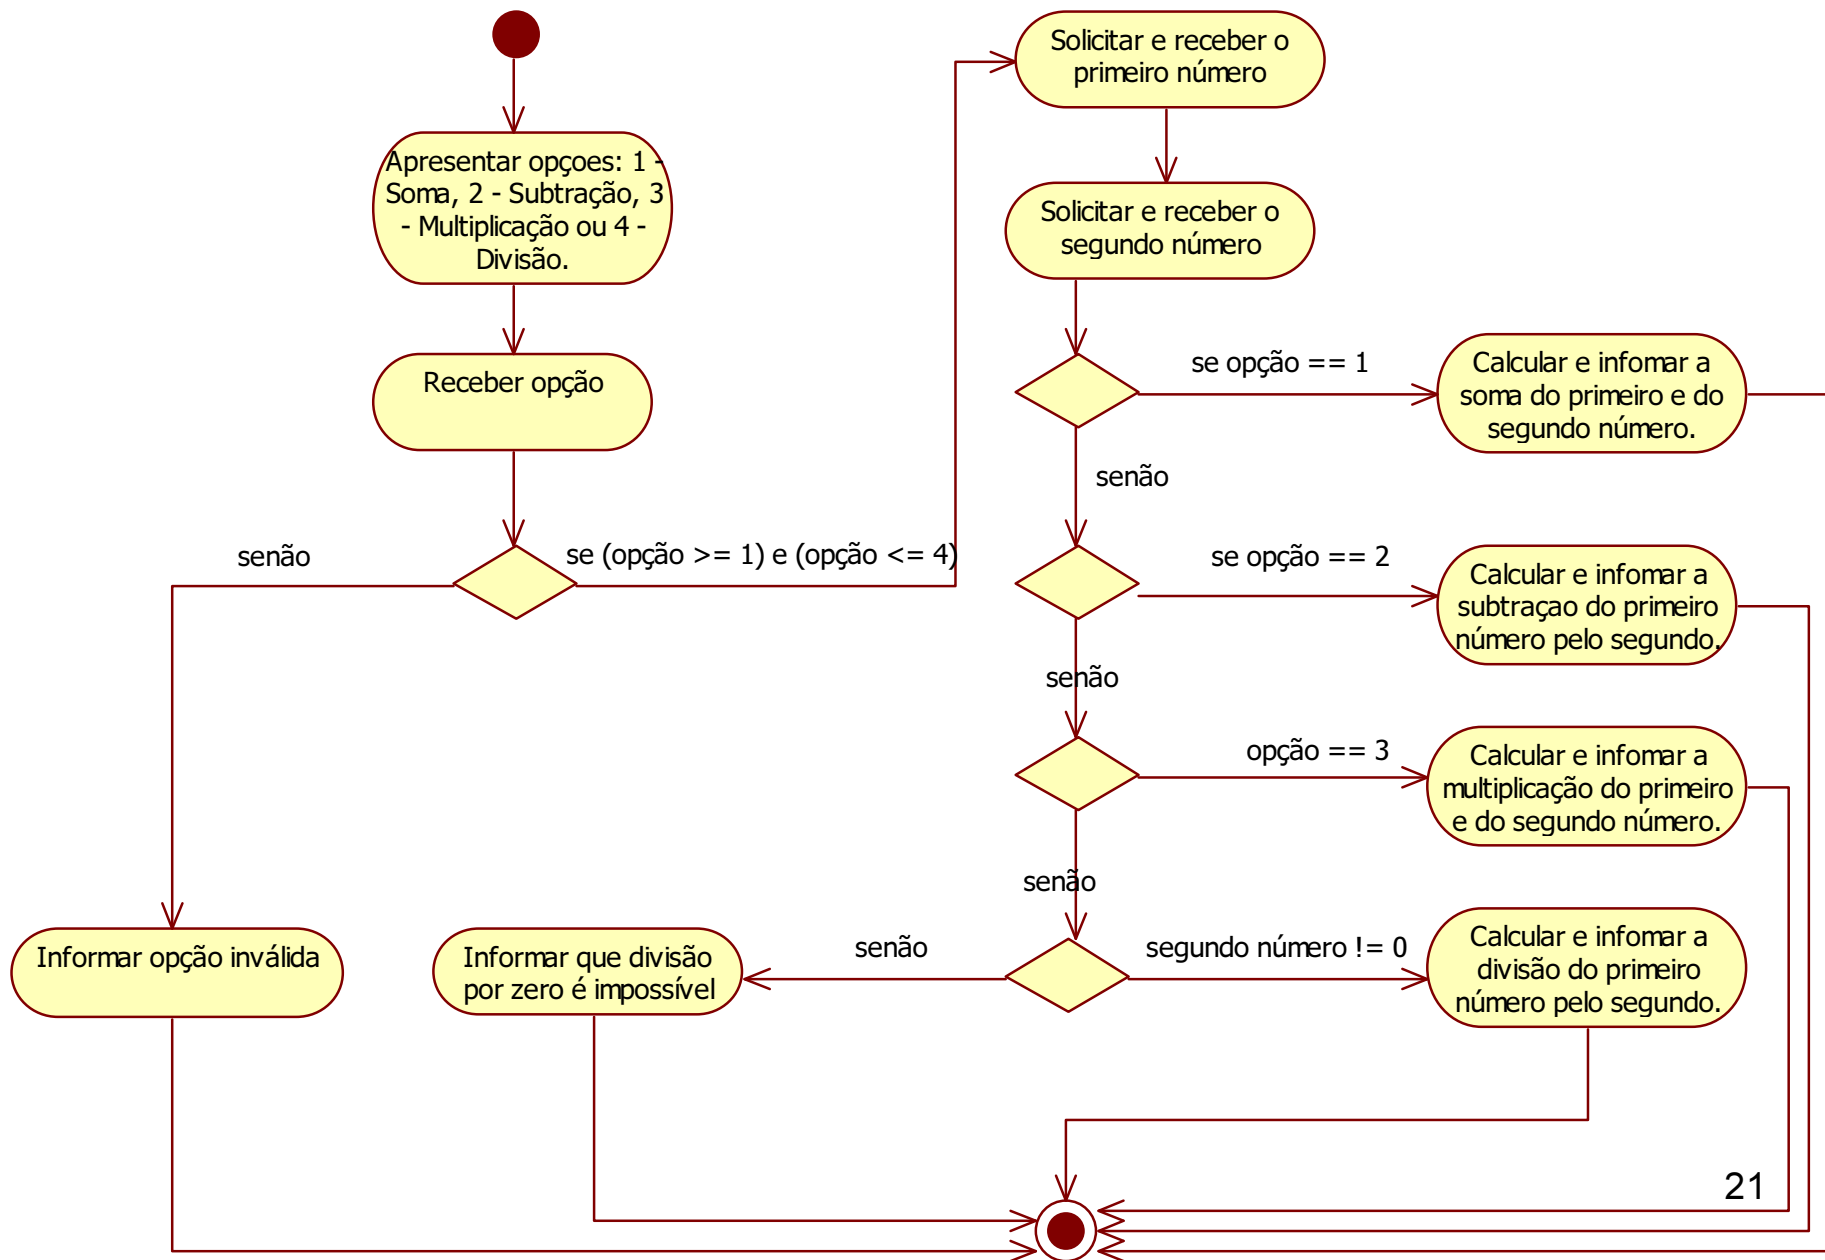 Apresentar opçoes: 1 -
Soma, 2 - Subtração, 3
- Multiplicação ou 4 -
Divisão.
Receber opção
senão
se (opção >= 1) e (opção <= 4)
Informar opção inválida
Solicitar e receber o
primeiro número
Solicitar e receber o
segundo número
se opção == 1
Calcular e infomar a
soma do primeiro e do
segundo número.
senão
se opção == 2
Calcular e infomar a
subtraçao do primeiro
número pelo segundo.
senão
opção == 3
Calcular e infomar a
multiplicação do primeiro
e do segundo número.
senão
senão
Informar que divisão
por zero é impossível
segundo número != 0
Calcular e infomar a
divisão do primeiro
número pelo segundo.
21